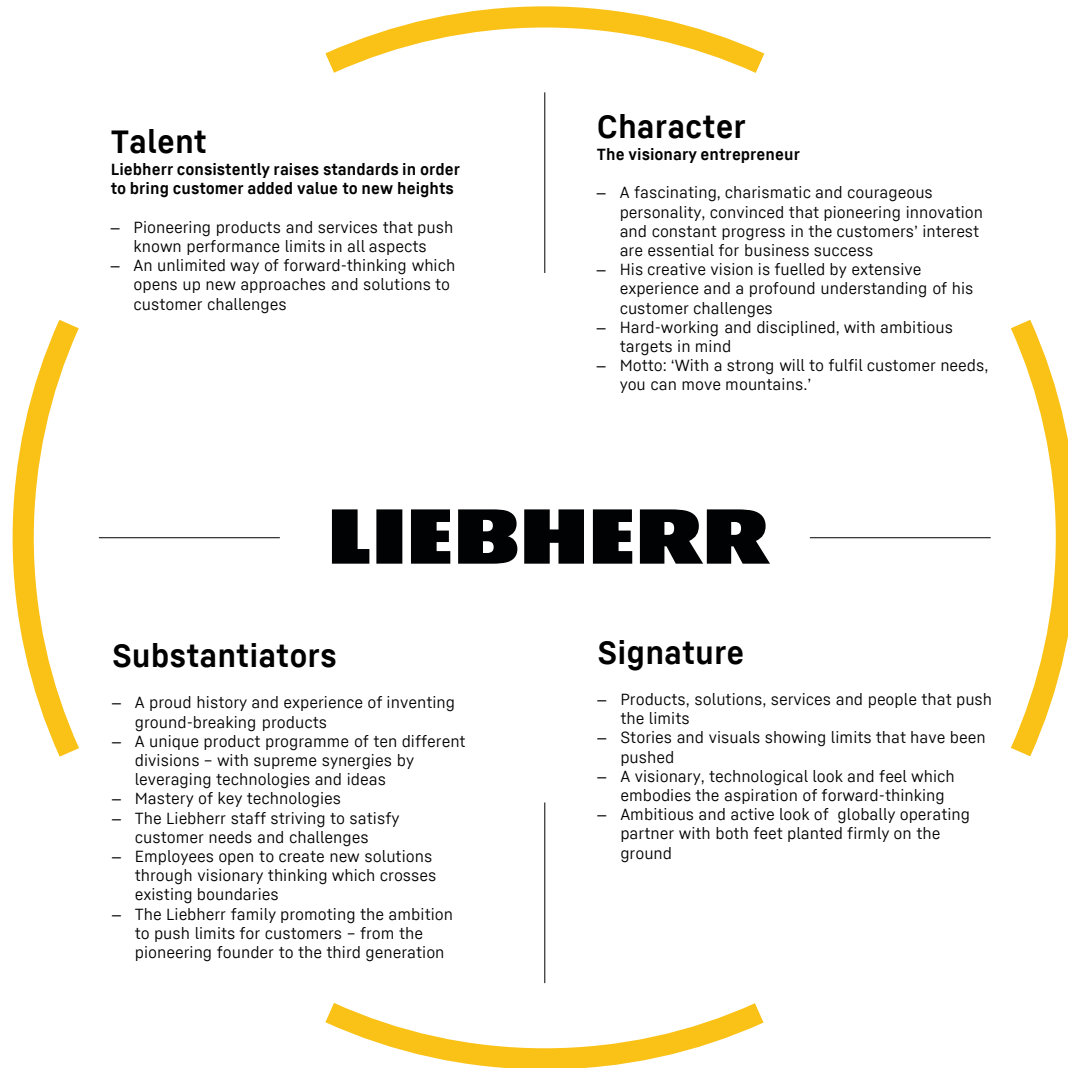 Talent
Liebherr consistently raises standards in order
to bring customer added value to new heights
– Pioneering products and services that push
known performance limits in all aspects
– An unlimited way of forward-thinking which
opens up new approaches and solutions to
customer challenges
Character
The visionary entrepreneur
– A fascinating, charismatic and courageous
personality, convinced that pioneering innovation
and constant progress in the customers’ interest
are essential for business success
– His creative vision is fuelled by extensive
experience and a profound understanding of his
customer challenges
– Hard-working and disciplined, with ambitious
targets in mind
– Motto: ‘With a strong will to fulfil customer needs,
you can move mountains.’
LIEBHERR
Substantiators
– A proud history and experience of inventing
ground-breaking products
– A unique product programme of ten different
divisions – with supreme synergies by
leveraging technologies and ideas
– Mastery of key technologies
– The Liebherr staff striving to satisfy
customer needs and challenges
– Employees open to create new solutions
through visionary thinking which crosses
existing boundaries
– The Liebherr family promoting the ambition
to push limits for customers – from the
pioneering founder to the third generation
Signature
– Products, solutions, services and people that push
the limits
– Stories and visuals showing limits that have been
pushed
– A visionary, technological look and feel which
embodies the aspiration of forward-thinking
– Ambitious and active look of  globally operating
partner with both feet planted firmly on the
ground